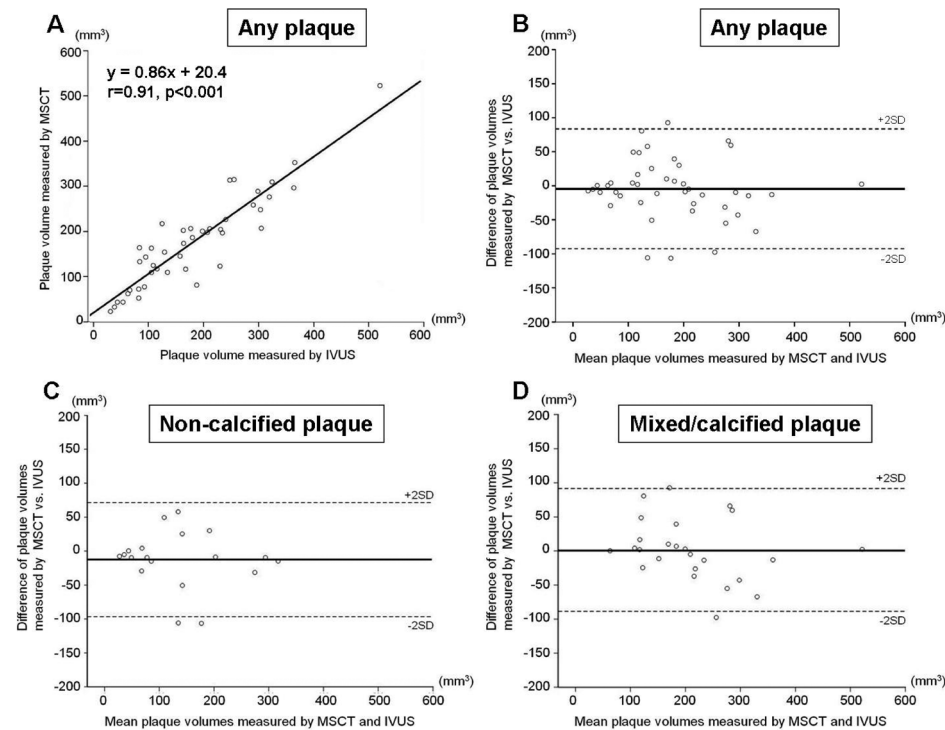 A
(mm³)
Any plaque
y = 0.86x + 20.4
r=0.91, p<0.001
600
500
400
300
200
100
0
Plaque volume measured by MSCT
0 100 200 300 400 500 600
(mm³)
Plaque volume measured by IVUS
B
(mm³)
Any plaque
200
150
100
50
0
-50
-100
-150
-200
Difference of plaque volumes
measured by MSCT vs. IVUS
+2SD
-2SD
0 100 200 300 400 500 600
(mm³)
Mean plaque volumes measured by MSCT and IVUS
C
(mm³)
Non-calcified plaque
200
150
100
50
0
-50
-100
-150
-200
Difference of plaque volumes
measured by MSCT vs. IVUS
+2SD
-2SD
(mm³)
0 100 200 300 400 500 600
Mean plaque volumes measured by MSCT and IVUS
D
(mm³)
Mixed/calcified plaque
200
150
100
50
0
-50
-100
-150
-200
Difference of plaque volumes
measured by MSCT vs. IVUS
+2SD
-2SD
(mm³)
0 100 200 300 400 500 600
Mean plaque volumes measured by MSCT and IVUS